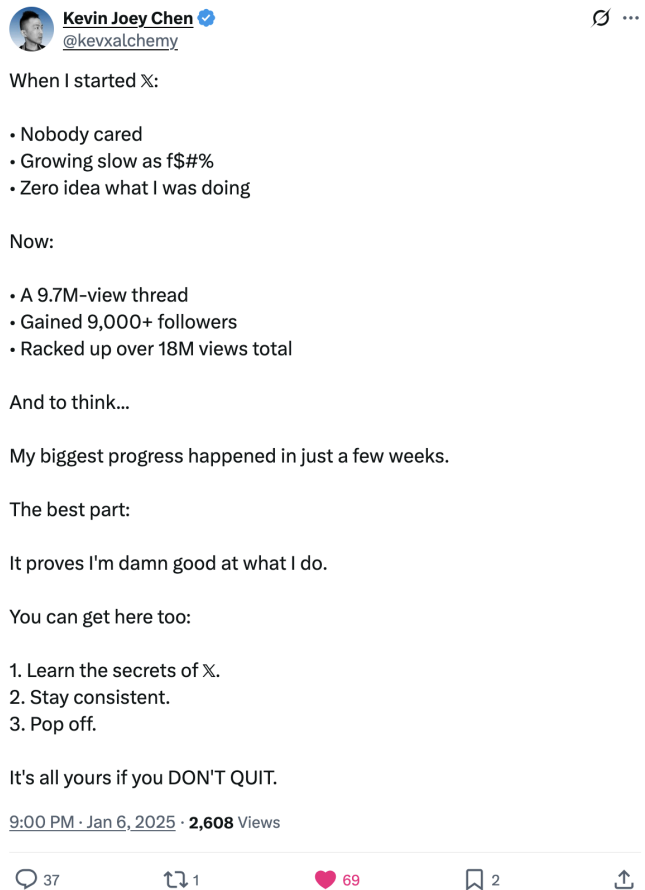 Kevin Joey Chen
@kevxalchemy
When I started 𝕏:
• Nobody cared
• Growing slow as f$#%
• Zero idea what I was doing
Now:
• A 9.7M-view thread
• Gained 9,000+ followers
• Racked up over 18M views total
And to think...
My biggest progress happened in just a few weeks.
The best part:
It proves I'm damn good at what I do.
You can get here too:
1. Learn the secrets of 𝕏.
2. Stay consistent.
3. Pop off.
It's all yours if you DON'T QUIT.
9:00 PM · Jan 6, 2025 · 2,608 Views
37 1 69 2